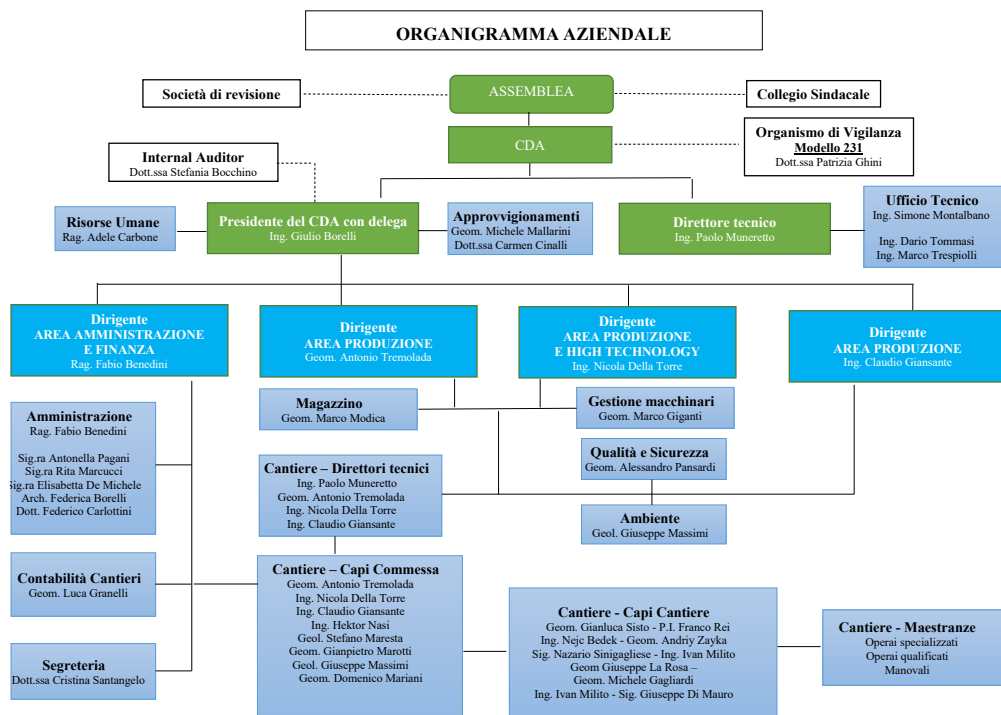 ORGANIGRAMMA AZIENDALE
Società di revisione
ASSEMBLEA
Collegio Sindacale
CDA
Organismo di Vigilanza
Modello 231
Dott.ssa Patrizia Ghini
Internal Auditor
Dott.ssa Stefania Bocchino
Risorse Umane
Rag. Adele Carbone
Presidente del CDA con delega
Ing. Giulio Borelli
Approvvigionamenti
Geom. Michele Mallarini
Dott.ssa Carmen Cinalli
Direttore tecnico
Ing. Paolo Muneretto
Ufficio Tecnico
Ing. Simone Montalbano
Ing. Dario Tommasi
Ing. Marco Trespiolli
Dirigente
AREA AMMINISTRAZIONE
E FINANZA
Rag. Fabio Benedini
Dirigente
AREA PRODUZIONE
Geom. Antonio Tremolada
Dirigente
AREA PRODUZIONE
E HIGH TECHNOLOGY
Ing. Nicola Della Torre
Dirigente
AREA PRODUZIONE
Ing. Claudio Giansante
Magazzino
Geom. Marco Modica
Gestione macchinari
Geom. Marco Giganti
Amministrazione
Rag. Fabio Benedini
Sig.ra Antonella Pagani
Sig.ra Rita Marcucci
Sig.ra Elisabetta De Michele
Arch. Federica Borelli
Dott. Federico Carlottini
Qualità e Sicurezza
Geom. Alessandro Pansardi
Cantiere – Direttori tecnici
Ing. Paolo Muneretto
Geom. Antonio Tremolada
Ing. Nicola Della Torre
Ing. Claudio Giansante
Ambiente
Geol. Giuseppe Massimi
Contabilità Cantieri
Geom. Luca Granelli
Cantiere – Capi Commessa
Geom. Antonio Tremolada
Ing. Nicola Della Torre
Ing. Claudio Giansante
Ing. Hektor Nasi
Geol. Stefano Maresta
Geom. Gianpietro Marotti
Geol. Giuseppe Massimi
Geom. Domenico Mariani
Cantiere - Capi Cantiere
Geom. Gianluca Sisto - P.I. Franco Rei
Ing. Nejc Bedek - Geom. Andriy Zayka
Sig. Nazario Sinigagliese - Ing. Ivan Milito
Geom Giuseppe La Rosa –
Geom. Michele Gagliardi
Ing. Ivan Milito - Sig. Giuseppe Di Mauro
Cantiere - Maestranze
Operai specializzati
Operai qualificati
Manovali
Segreteria
Dott.ssa Cristina Santangelo